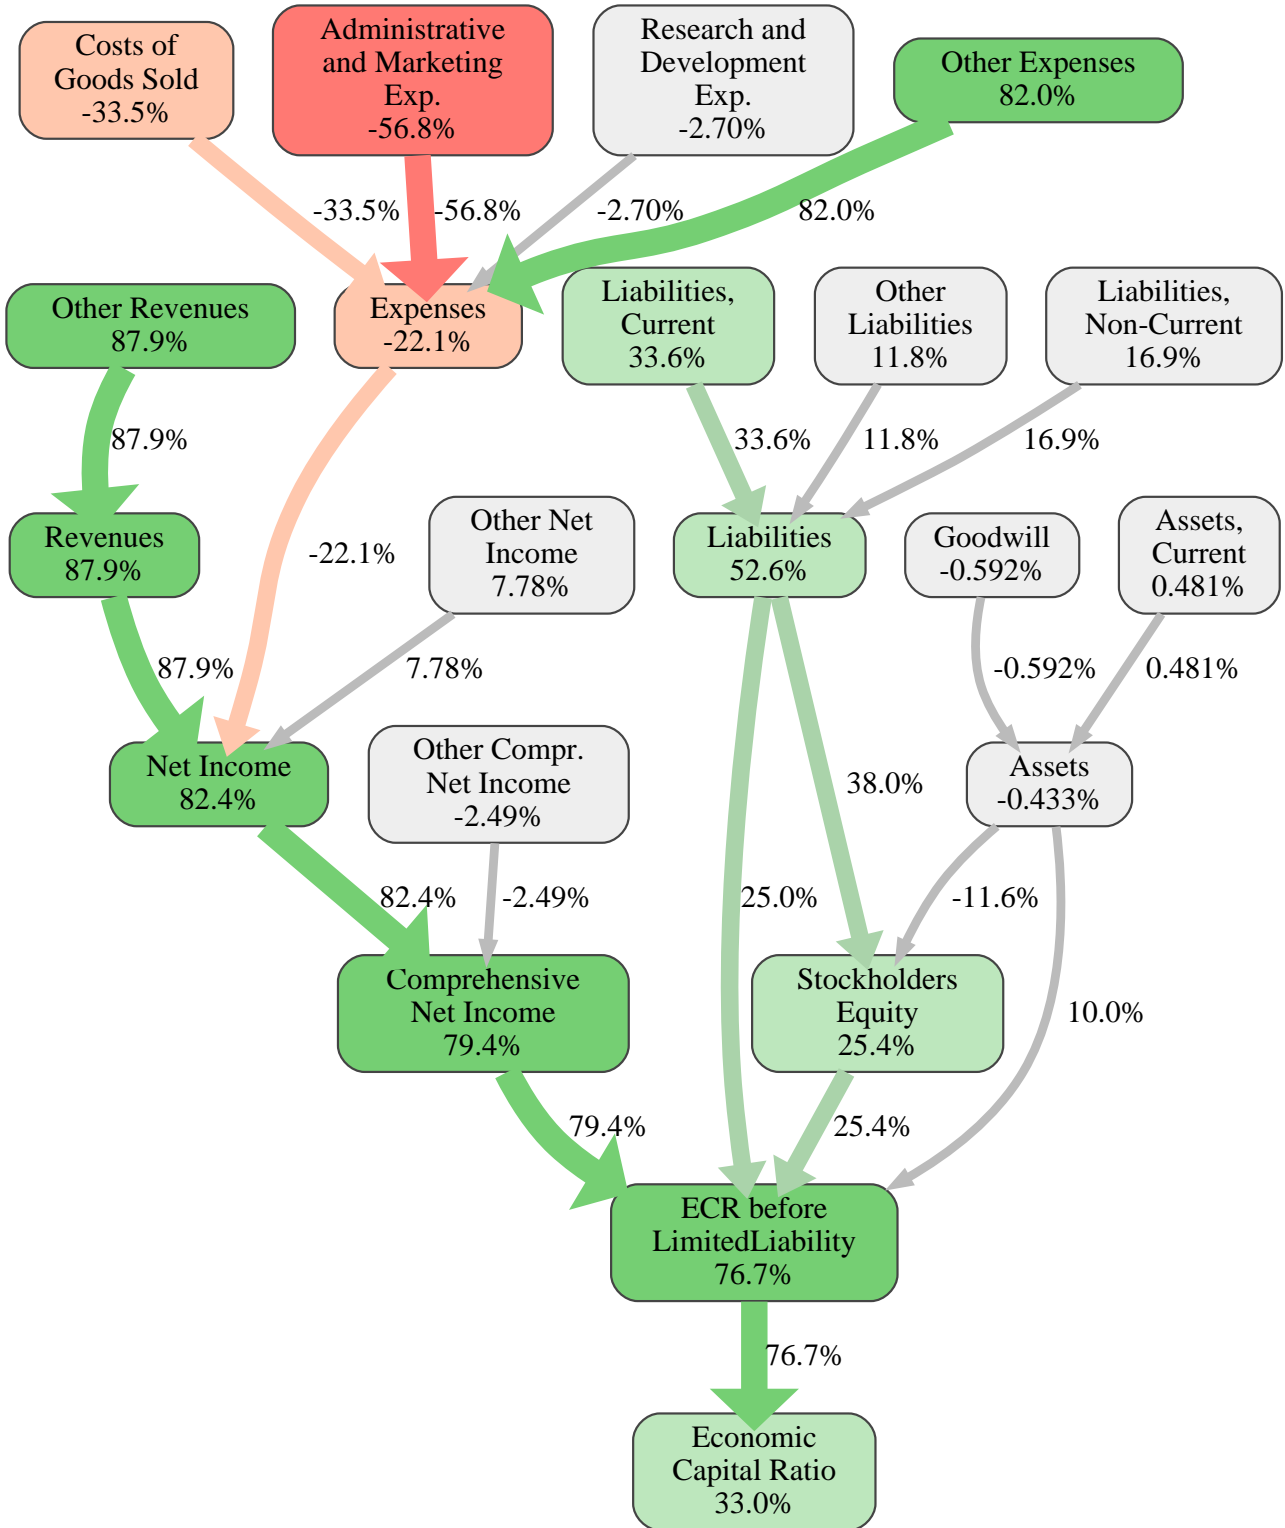 Costs of
Goods Sold
-33.5%
Administrative
and Marketing
Exp.
-56.8%
Research and
Development
Exp.
-2.70%
Other Expenses
82.0%
-33.5%
-56.8%
-2.70%
82.0%
Other Revenues
87.9%
Expenses
-22.1%
Liabilities,
Current
33.6%
Other
Liabilities
11.8%
Liabilities,
Non-Current
16.9%
87.9%
33.6%
11.8%
16.9%
Revenues
87.9%
-22.1%
Other Net
Income
7.78%
Liabilities
52.6%
Goodwill
-0.592%
Assets,
Current
0.481%
87.9%
7.78%
-0.592%
0.481%
Net Income
82.4%
Other Compr.
Net Income
-2.49%
38.0%
Assets
-0.433%
82.4%
-2.49%
25.0%
-11.6%
Comprehensive
Net Income
79.4%
Stockholders
Equity
25.4%
10.0%
79.4%
25.4%
ECR before
LimitedLiability
76.7%
76.7%
Economic
Capital Ratio
33.0%